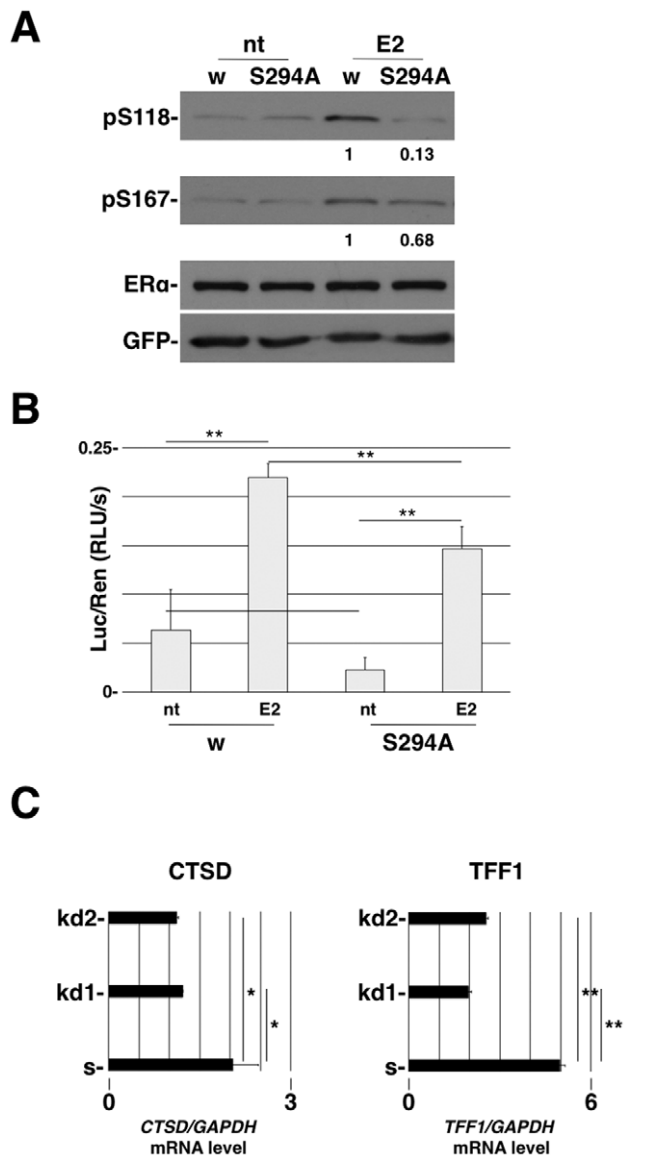 A
nt E2
w S294A w S294A
pS118-
1 0.13
pS167-
1 0.68
ERα-
GFP-
B
0.25-
**
**
**
Luc/Ren (RLU/s)
0-
nt E2 nt E2
w S294A
C
CTSD TFF1
kd2- kd2-
kd1- * kd1- **
* **
s- s-
0 3 0 6
CTSD/GAPDH TFF1/GAPDH
mRNA level mRNA level